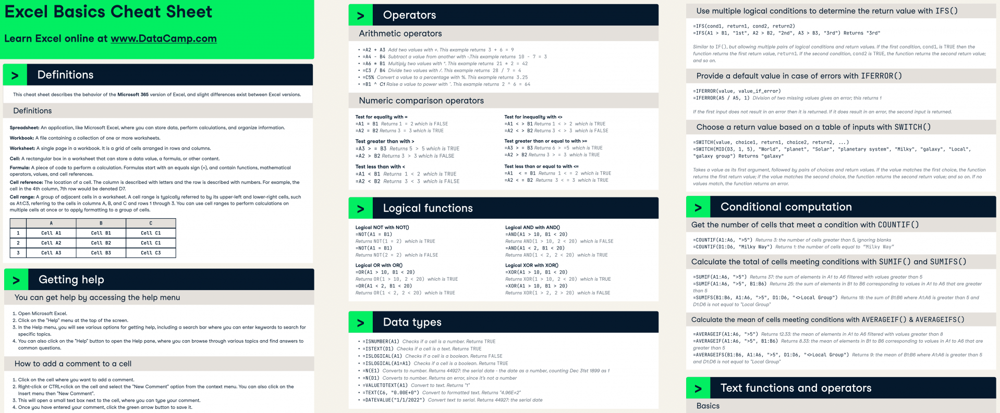 Excel Basics Cheat Sheet
Learn Excel online at www.DataCamp.com
> Definitions
This cheat sheet describes the behavior of the Microsoft 365 version of Excel, and slight differences exist between Excel versions.
Definitions
Spreadsheet: An application, like Microsoft Excel, where you can store data, perform calculations, and organize information.
Workbook: A file containing a collection of one or more worksheets.
Worksheet: A single page in a workbook. It is a grid of cells arranged in rows and columns.
Cell: A rectangular box in a worksheet that can store a data value, a formula, or other content.
Formula: A piece of code to perform a calculation. Formulas start with an equals sign (=), and contain functions, mathematical
operators, values, and cell references.
Cell reference: The location of a cell. The column is described with letters and the row is described with numbers. For example, the
cell in the 4th column, 7th row would be denoted D7.
Cell range: A group of adjacent cells in a worksheet. A cell range is typically referred to by its upper-left and lower-right cells, such
as A1:C3, referring to the cells in columns A, B, and C and rows 1 through 3. You can use cell ranges to perform calculations on
multiple cells at once or to apply formatting to a group of cells.
A B C
1 Cell A1 Cell B1 Cell C1
2 Cell A2 Cell B2 Cell C1
3 Cell A3 Cell B3 Cell C3
> Getting help
You can get help by accessing the help menu
1. Open Microsoft Excel.
2. Click on the "Help" menu at the top of the screen.
3. In the Help menu, you will see various options for getting help, including a search bar where you can enter keywords to search for
specific topics.
4. You can also click on the "Help" button to open the Help pane, where you can browse through various topics and find answers to
common questions.
How to add a comment to a cell
1. Click on the cell where you want to add a comment.
2. Right-click or CTRL+click on the cell and select the "New Comment" option from the context menu. You can also click on the
Insert menu then "New Comment".
3. This will open a small text box next to the cell, where you can type your comment.
4. Once you have entered your comment, click the green arrow button to save it.
> Operators
Arithmetic operators
• =A2 + A3 Add two values with +. This example returns 3 + 6 = 9
• =A4 - B4 Subtract a value from another with -.This example returns 10 - 7 = 3
• =A6 * B1 Multiply two values with *. This example returns 21 * 2 = 42
• =C3 / B4 Divide two values with /. This example returns 28 / 7 = 4
• =C5% Convert a value to a percentage with %. This example returns 3.25
• =B1 ^ C1 Raise a value to power with ^. This example returns 2 ^ 6 = 64
Numeric comparison operators
Test for equality with =
=A1 = B1 Returns 1 = 2 which is FALSE
=A2 = B2 Returns 3 = 3 which is TRUE
Test greater than with >
=A3 > = B3 Returns 5 > 5 which is TRUE
=A2 > B2 Returns 3 > 3 which is FALSE
Test less than with <
=A1 < B1 Returns 1 < 2 which is TRUE
=A2 < B2 Returns 3 < 3 which is FALSE
Test for inequality with <>
=A1 < > B1 Returns 1 < > 2 which is TRUE
=A2 < > B2 Returns 3 < > 3 which is FALSE
Test greater than or equal to with >=
=A3 > = B3 Returns 6 > =5 which is TRUE
=A2 > B2 Returns 3 > = 3 which is TRUE
Test less than or equal to with <=
=A1 < = B1 Returns 1 < = 2 which is TRUE
=A2 < = B2 Returns 3 < = 3 which is TRUE
> Logical functions
Logical NOT with NOT()
=NOT(A1 = B1)
Returns NOT(1 = 2) which is TRUE
=NOT(A1 = B1)
Returns NOT(2 = 2) which is FALSE
Logical OR with OR()
=OR(A1 > 10, B1 < 20)
Returns OR(1 > 10, 2 < 20) which is TRUE
=OR(A1 < 2, B1 < 20)
Returns OR(1 < 2, 2 < 20) which is TRUE
Logical AND with AND()
=AND(A1 > 10, B1 < 20)
Returns AND(1 > 10, 2 < 20) which is FALSE
=AND(A1 < 2, B1 < 20)
Returns AND(1 < 2, 2 < 20) which is TRUE
Logical XOR with XOR()
=XOR(A1 > 10, B1 < 20)
Returns XOR(1 > 10, 2 < 20) which is TRUE
=XOR(A1 > 10, B1 > 20)
Returns XOR(1 > 2, 2 > 20) which is FALSE
> Data types
• =ISNUMBER(A1) Checks if a cell is a number. Returns TRUE
• =ISTEXT(D1) Checks if a cell is a text. Returns TRUE
• =ISLOGICAL(A1) Checks if a cell is a boolean. Returns FALSE
• =ISLOGICAL(A1=A1) Checks if a cell is a boolean. Returns TRUE
• =N(E1) Converts to number. Returns 44927: the serial date - the date as a number, counting Dec 31st 1899 as 1
• =N(D1) Converts to number. Returns an error, since it's not a number
• =VALUETOTEXT(A1) Convert to text. Returns "1"
• =TEXT(C6, "0.00E+0") Convert to formatted text. Returns "4.96E+2"
• =DATEVALUE("1/1/2022") Convert text to serial. Returns 44927: the serial date
Use multiple logical conditions to determine the return value with IFS()
=IFS(cond1, return1, cond2, return2)
=IFS(A1 > B1, "1st", A2 > B2, "2nd", A3 > B3, "3rd") Returns "3rd"
Similar to IF(), but allowing multiple pairs of logical conditions and return values. If the first condition, cond1, is TRUE then the
function returns the first return value, return1. If the second condition, cond2 is TRUE, the function returns the second return value;
and so on.
Provide a default value in case of errors with IFERROR()
=IFERROR(value, value_if_error)
=IFERROR(A5 / A5, 1) Division of two missing values gives an error; this returns 1
If the first input does not result in an error then it is returned. If it does result in an error, the second input is returned.
Choose a return value based on a table of inputs with SWITCH()
=SWITCH(value, choice1, return1, choice2, return2, ...)
=SWITCH(MID(D3, 1, 5), "World", "planet", "Solar", "planetary system", "Milky", "galaxy", "Local",
"galaxy group") Returns "galaxy"
Takes a value as its first argument, followed by pairs of choices and return values. If the value matches the first choice, the function
returns the first return value; if the value matches the second choice, the function returns the second return value; and so on. If no
values match, the function returns an error.
> Conditional computation
Get the number of cells that meet a condition with COUNTIF()
=COUNTIF(A1:A6, ">5") Returns 3: the number of cells greater than 5, ignoring blanks
=COUNTIF(D1:D6, "Milky Way") Returns 1: the number of cells equal to “Milky Way”
Calculate the total of cells meeting conditions with SUMIF() and SUMIFS()
=SUMIF(A1:A6, ">5") Returns 37: the sum of elements in A1 to A6 filtered with values greater than 5
=SUMIF(A1:A6, ">5", B1:B6) Returns 25: the sum of elements in B1 to B6 corresponding to values in A1 to A6 that are greater
than 5
=SUMIFS(B1:B6, A1:A6, ">5", D1:D6, "<>Local Group") Returns 18: the sum of B1:B6 where A1:A6 is greater than 5 and
D1:D6 is not equal to "Local Group"
Calculate the mean of cells meeting conditions with AVERAGEIF() & AVERAGEIFS()
=AVERAGEIF(A1:A6, ">5") Returns 12.33: the mean of elements in A1 to A6 filtered with values greater than 8
=AVERAGEIF(A1:A6, ">5", B1:B6) Returns 8.33: the mean of elements in B1 to B6 corresponding to values in A1 to A6 that are
greater than 5
=AVERAGEIFS(B1:B6, A1:A6, ">5", D1:D6, "<>Local Group") Returns 9: the mean of B1:B6 where A1:A6 is greater than 5
and D1:D6 is not equal to "Local Group"
> Text functions and operators
Basics